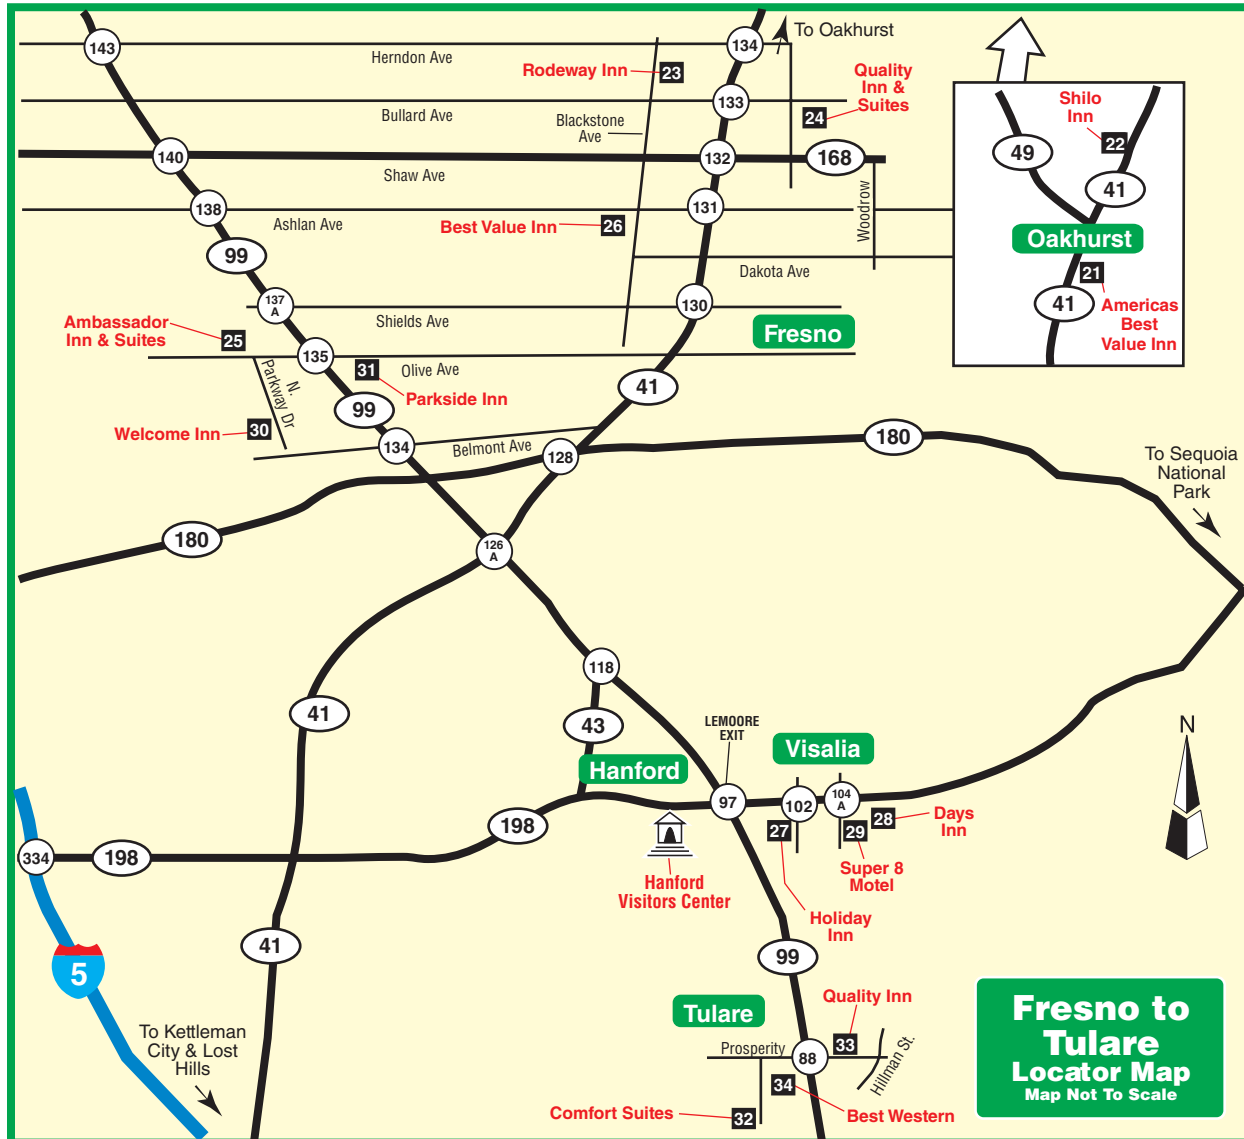 143
134
To Oakhurst
Herndon Ave
Rodeway Inn
23
Quality
Inn &
Suites
24
133
Bullard Ave
Blackstone
Ave
140
132
168
Shaw Ave
138
131
Ashlan Ave
Best Value Inn
26
Woodrow
99
Dakota Ave
137
A
130
Shields Ave
Fresno
Ambassador
Inn & Suites
25
135
31
Olive Ave
Parkside Inn
N.
Parkway Dr
99
41
Welcome Inn
30
134
Belmont Ave
128
180
To Sequoia
National
Park
180
126
A
Shilo
Inn
22
49
41
Oakhurst
21
41
Americas
Best
Value Inn
118
41
43
LEMOORE
EXIT
Visalia
Hanford
97
102
104
A
198
27
29
28
Days
Inn
334
198
Super 8
Motel
Hanford
Visitors Center
Holiday
Inn
N
41
99
5
Quality Inn
Tulare
33
Prosperity
88
Hillman St.
34
Comfort Suites
32
Best Western
To Kettleman
City & Lost
Hills
Fresno to
Tulare
Locator Map
Map Not To Scale